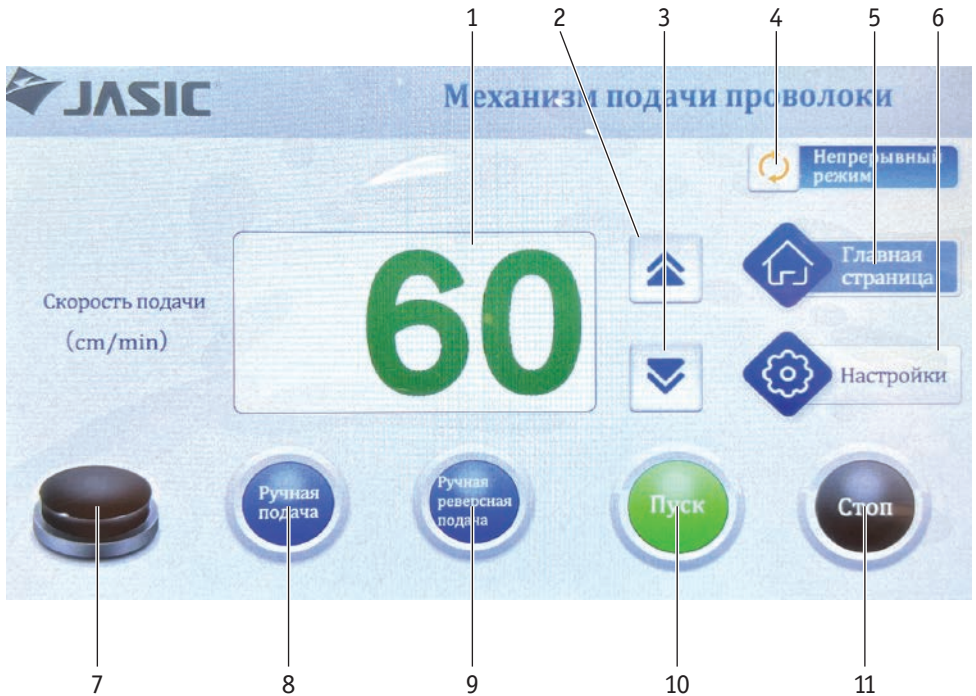 1 2 3 4 5 6
JASIC
Механизм подачи проволоки
Непрерывный
режим
Главная
страница
Скорость подачи
(cm/min)
60
Настройки
Ручная
подача
Ручная
реверсная
подача
Пуск
Стоп
7 8 9 10 11